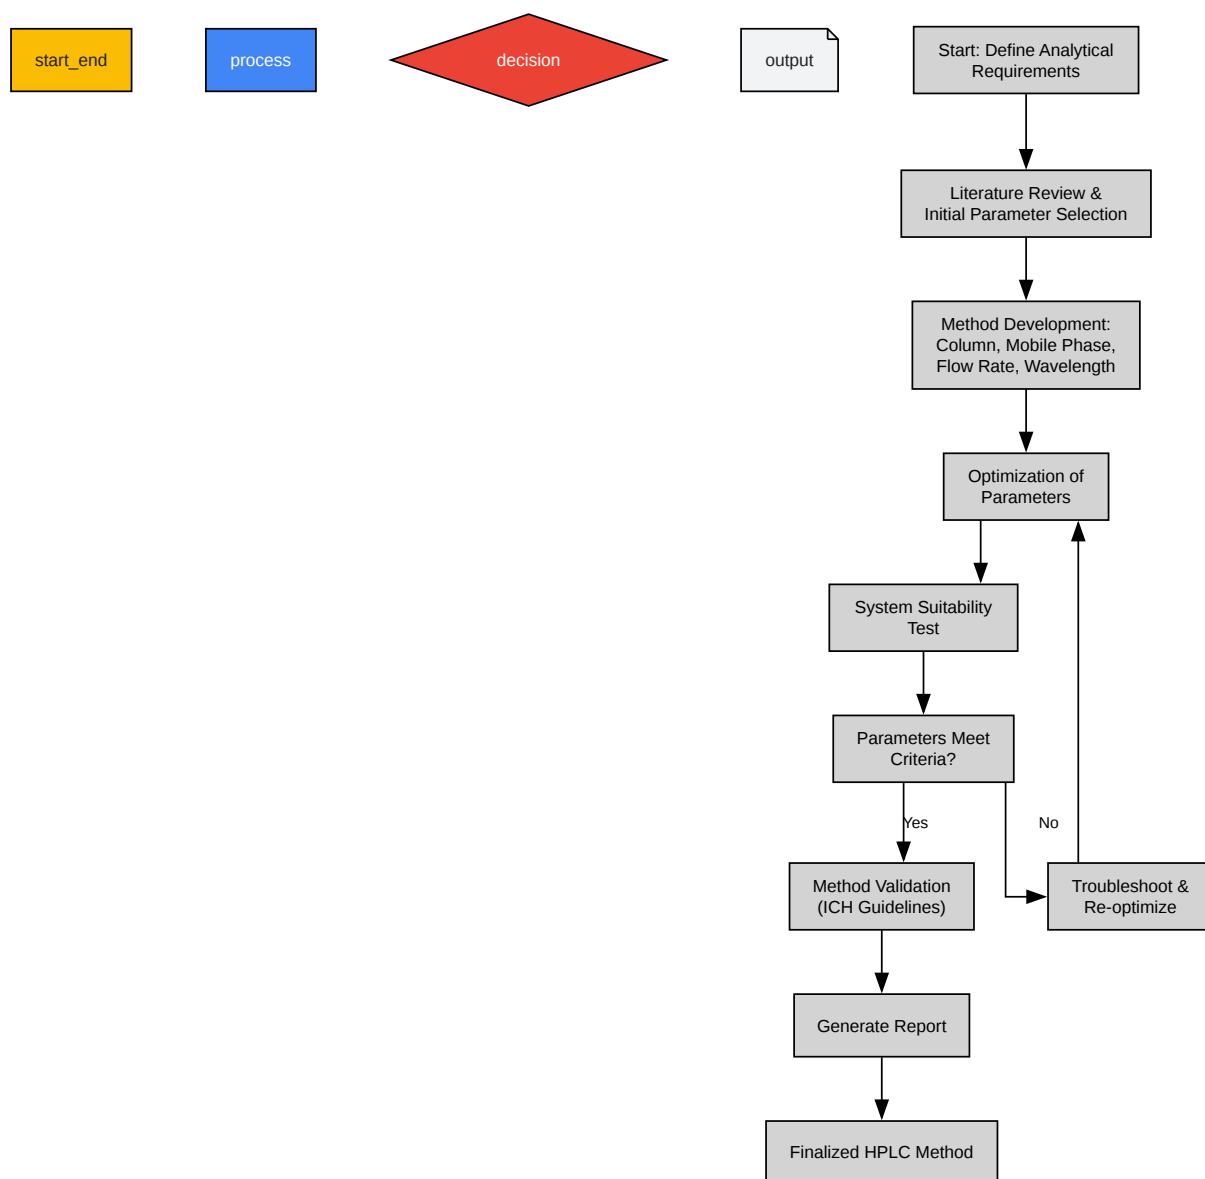 start_end
process
decision
output
Start: Define Analytical
Requirements
Literature Review &
Initial Parameter Selection
Method Development:
Column, Mobile Phase,
Flow Rate, Wavelength
Optimization of
Parameters
System Suitability
Test
Parameters Meet
Criteria?
Yes
No
Method Validation
(ICH Guidelines)
Troubleshoot &
Re-optimize
Generate Report
Finalized HPLC Method